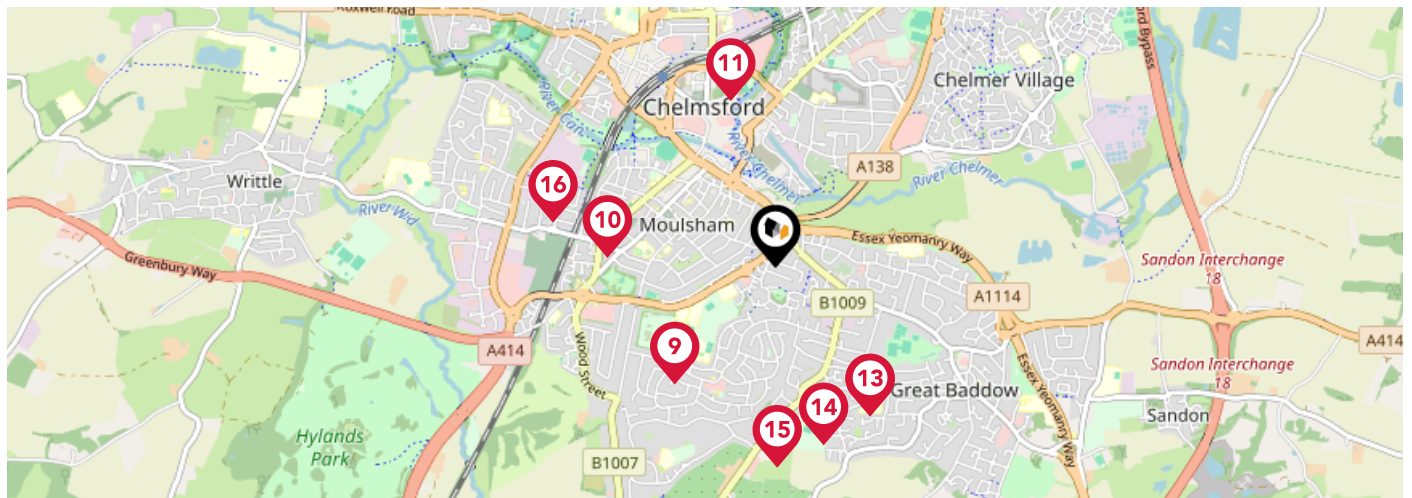 Roxwell Road
11
Chelmsford
Chelmer Village
River Can
River Chelmer
A138
River Chelmer
Writtle
River Wid
16
10
Moulsham
Essex Yeomanry Way
Greenbury Way
Sandon Interchange
18
A1114
B1009
A414
A414
9
Wood Street
13
14
15
Great Baddow
Essex Yeomanry Way
Sandon Interchange
18
Sandon
Hylands
Park
B1007